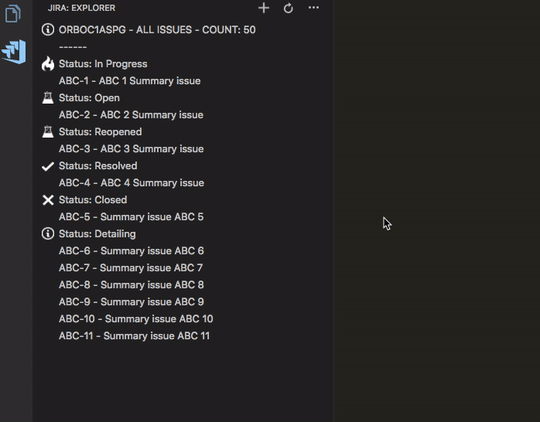 JIRA: EXPLORER
ORBOC1ASPG - ALL ISSUES - COUNT: 50
------
Status: In Progress
ABC-1 - ABC 1 Summary issue
Status: Open
ABC-2 - ABC 2 Summary issue
Status: Reopened
ABC-3 - ABC 3 Summary issue
Status: Resolved
ABC-4 - ABC 4 Summary issue
Status: Closed
ABC-5 - Summary issue ABC 5
Status: Detailing
ABC-6 - Summary issue ABC 6
ABC-7 - Summary issue ABC 7
ABC-8 - Summary issue ABC 8
ABC-9 - Summary issue ABC 9
ABC-10 - Summary issue ABC 10
ABC-11 - Summary issue ABC 11